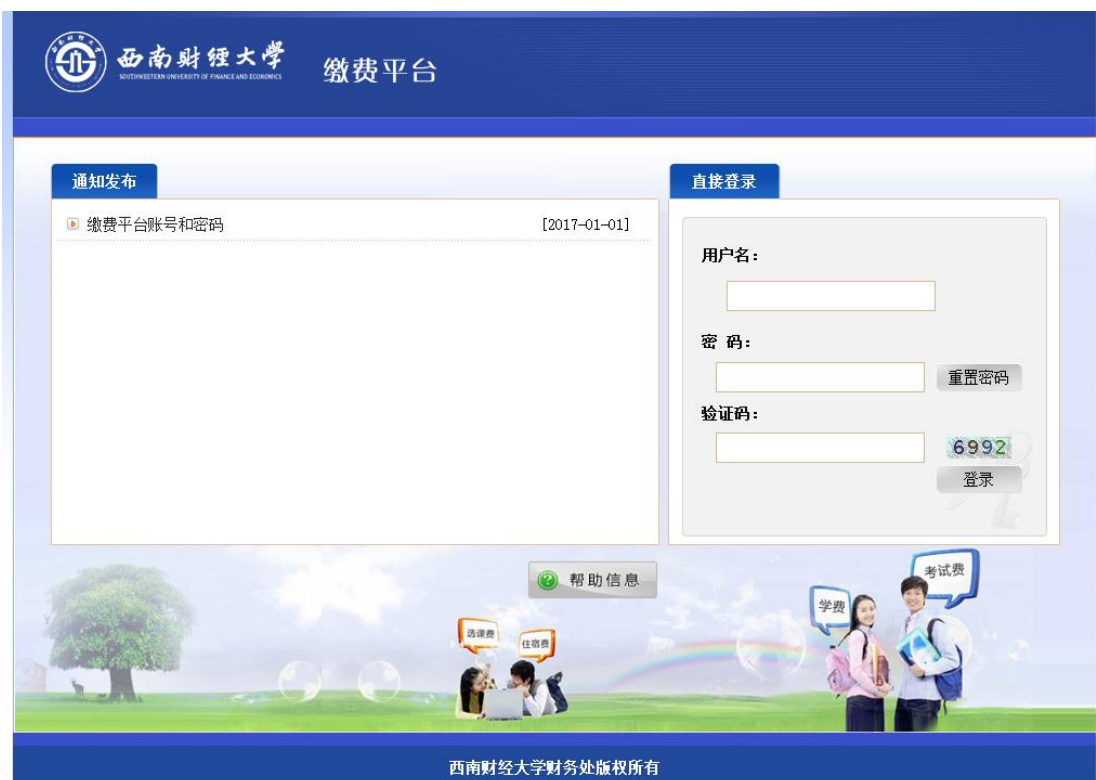 西南财经大学
SOUTHWESTERN UNIVERSITY OF FINANCE AND ECONOMICS
缴费平台
通知发布
缴费平台账号和密码 [2017-01-01]
直接登录
用户名：
密 码：
重置密码
验证码：
6992
登录
帮助信息
选课费
住宿费
学费
考试费
西南财经大学财务处版权所有